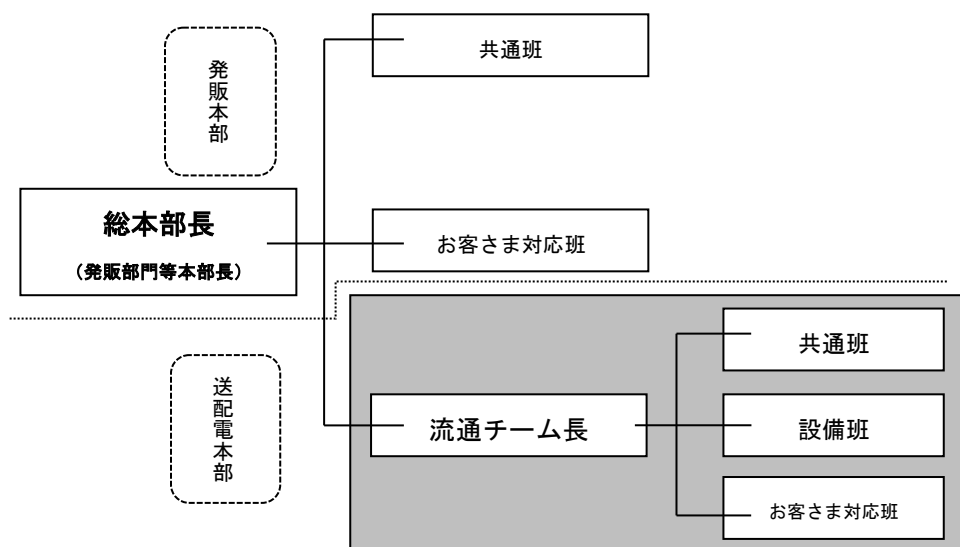 発販本部
共通班
総本部長
（発販部門等本部長）
お客さま対応班
送配電本部
流通チーム長
共通班
設備班
お客さま対応班